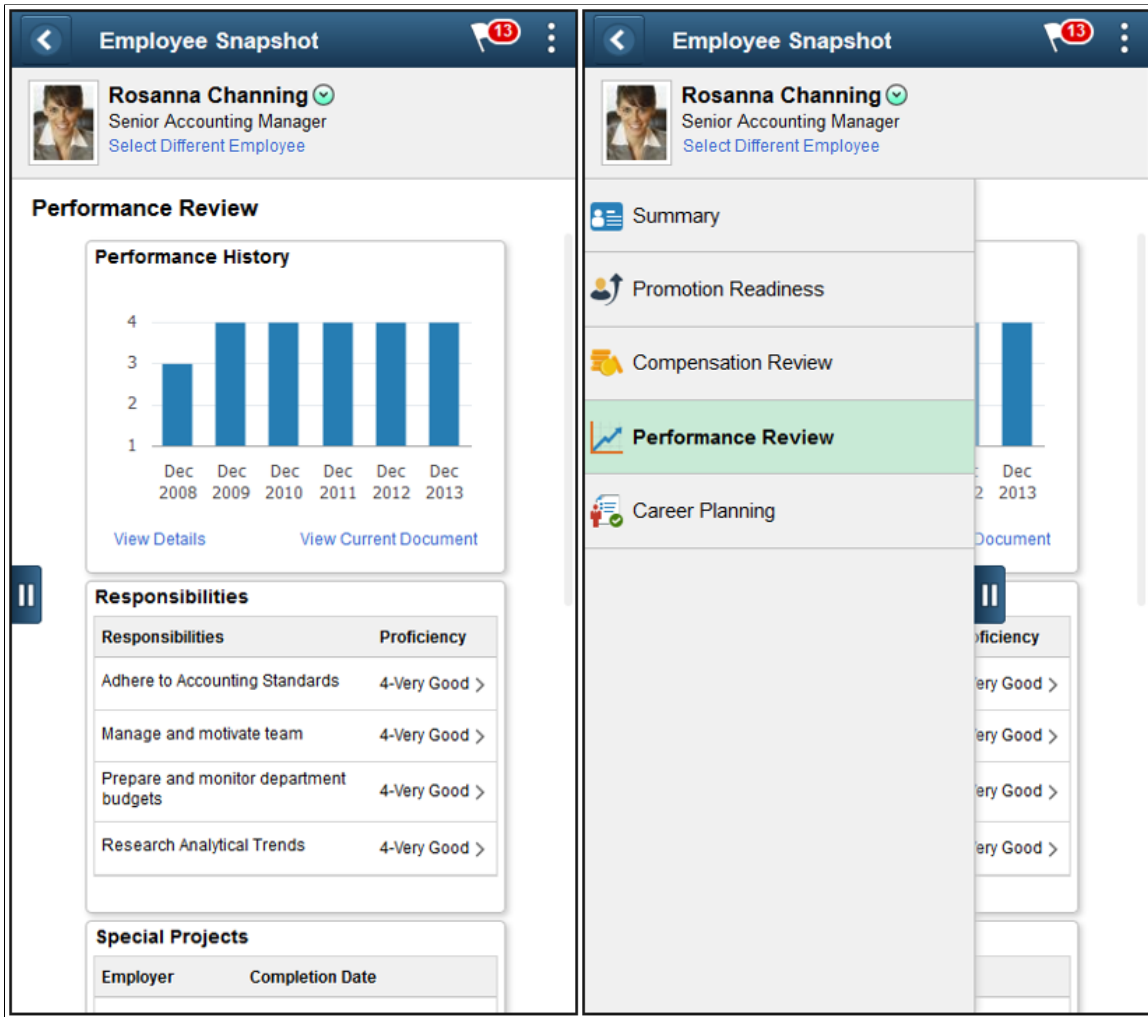 Employee Snapshot
13
Rosanna Channing
Senior Accounting Manager
Select Different Employee
Performance Review
Performance History
4
3
2
1
Dec Dec Dec Dec Dec Dec
2008 2009 2010 2011 2012 2013
View Details View Current Document
Responsibilities
Responsibilities Proficiency
Adhere to Accounting Standards 4-Very Good
Manage and motivate team 4-Very Good
Prepare and monitor department
budgets 4-Very Good
Research Analytical Trends 4-Very Good
Special Projects
Employer Completion Date
Employee Snapshot
13
Rosanna Channing
Senior Accounting Manager
Select Different Employee
Summary
Promotion Readiness
Compensation Review
Performance Review
Career Planning
Dec
2 2013
Document
oficiency
ery Good
ery Good
ery Good
ery Good